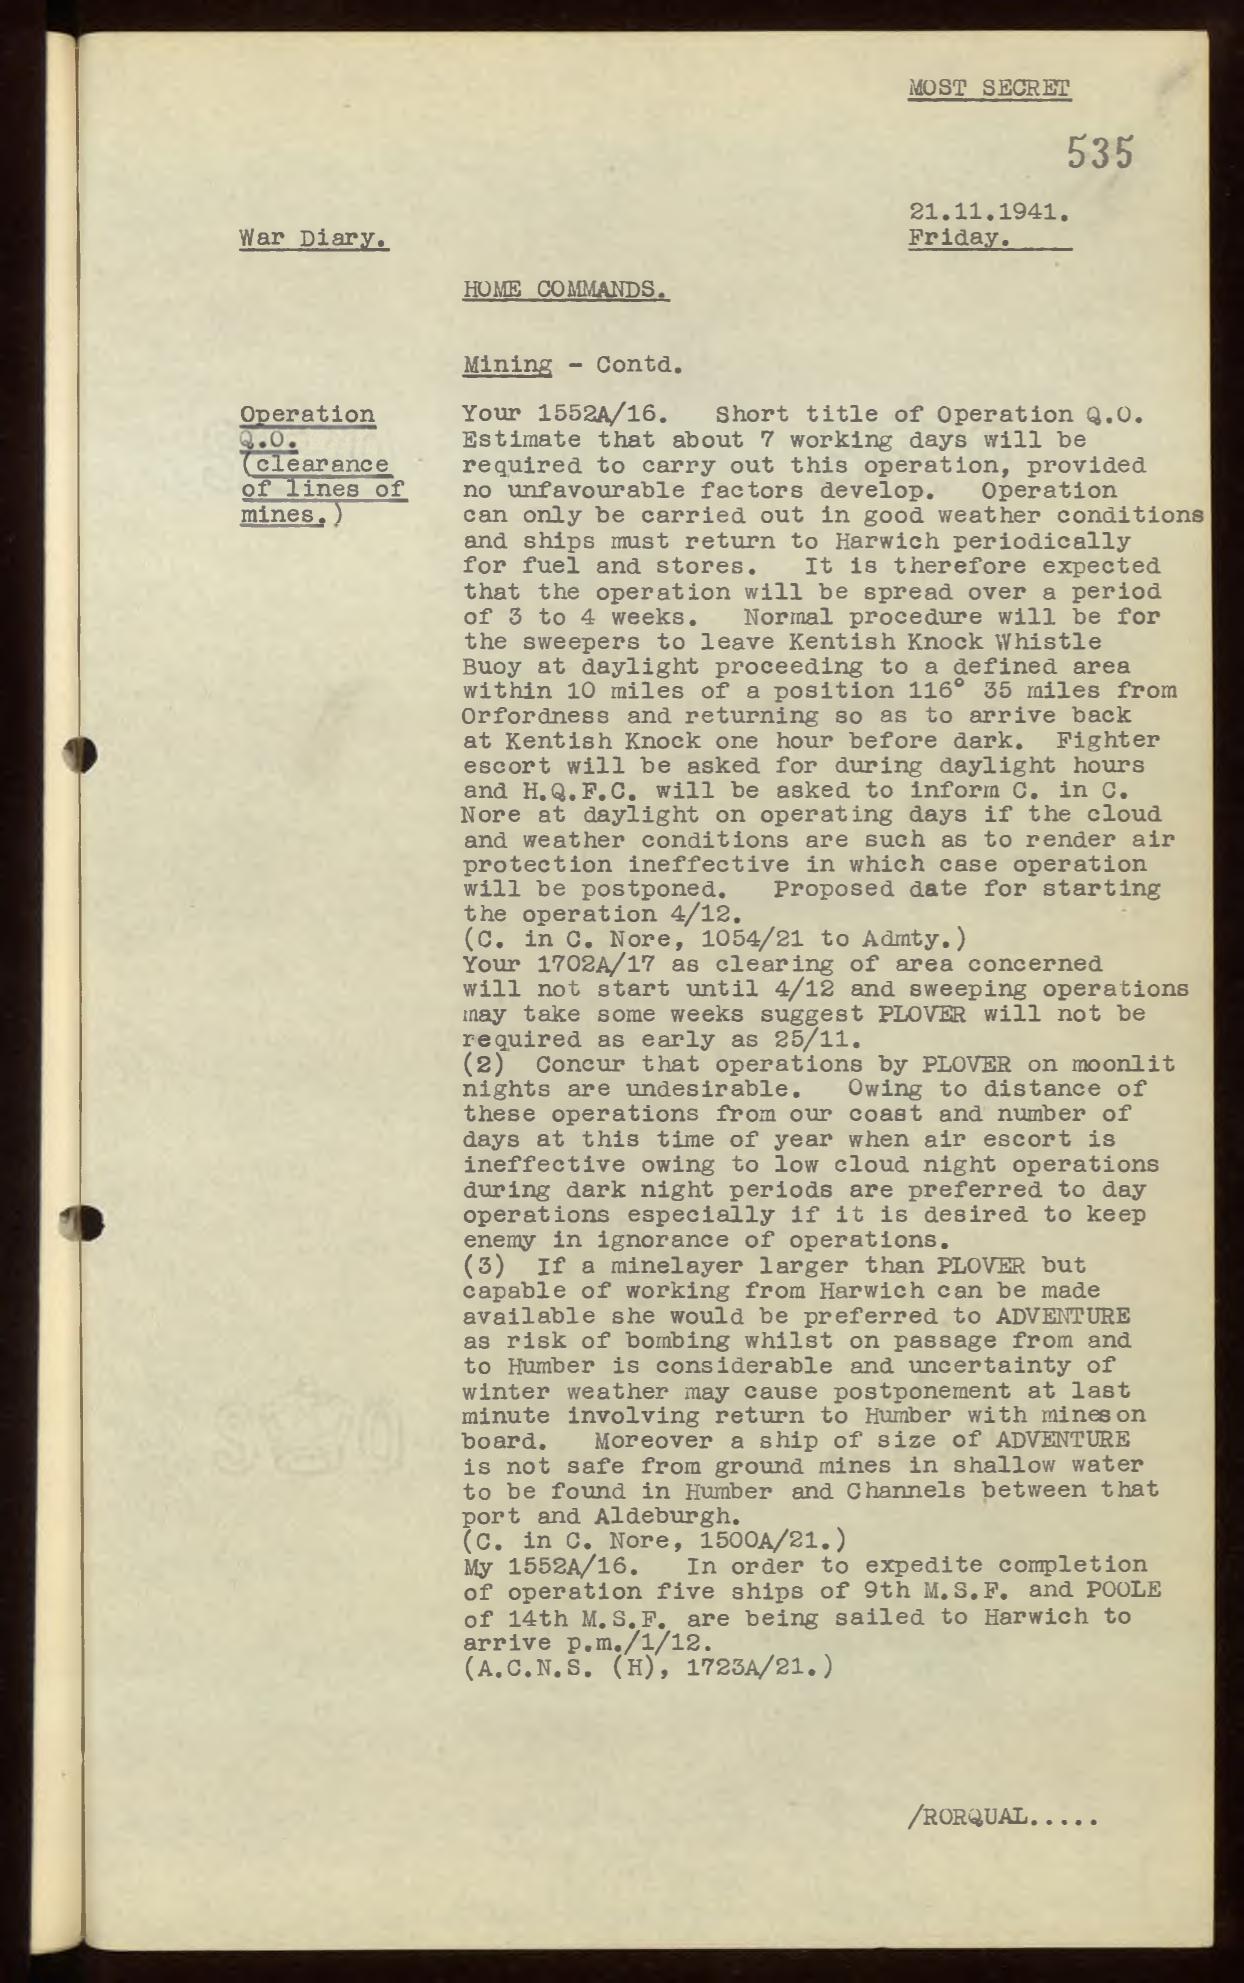 MOST SECRET
535
21.11.1941.
War Diary.
Friday.
HOME COMMANDS.
Mining - Contd.
Operation
Q.O.
(clearance
of lines of
mines.)
Your 1552A/16. Short title of Operation Q.O.
Estimate that about 7 working days will be
required to carry out this operation, provided
no unfavourable factors develop. Operation
can only be carried out in good weather conditions
and ships must return to Harwich periodically
for fuel and stores. It is therefore expected
that the operation will be spread over a period
of 3 to 4 weeks. Normal procedure will be for
the sweepers to leave Kentish Knock Whistle
Buoy at daylight proceeding to a defined area
within 10 miles of a position 116° 35 miles from
Orfordness and returning so as to arrive back
at Kentish Knock one hour before dark. Fighter
escort will be asked for during daylight hours
and H.Q.F.C. will be asked to inform C. in C.
Nore at daylight on operating days if the cloud
and weather conditions are such as to render air
protection ineffective in which case operation
will be postponed. Proposed date for starting
the operation 4/12.
(C. in C. Nore, 1054/21 to Admty.)
Your 1702A/17 as clearing of area concerned
will not start until 4/12 and sweeping operations
may take some weeks suggest PLOVER will not be
required as early as 25/11.
(2) Concur that operations by PLOVER on moonlit
nights are undesirable. Owing to distance of
these operations from our coast and number of
days at this time of year when air escort is
ineffective owing to low cloud night operations
during dark night periods are preferred to day
operations especially if it is desired to keep
enemy in ignorance of operations.
(3) If a minelayer larger than PLOVER but
capable of working from Harwich can be made
available she would be preferred to ADVENTURE
as risk of bombing whilst on passage from and
to Humber is considerable and uncertainty of
winter weather may cause postponement at last
minute involving return to Humber with mines on
board. Moreover a ship of size of ADVENTURE
is not safe from ground mines in shallow water
to be found in Humber and Channels between that
port and Aldeburgh.
(C. in C. Nore, 1500A/21.)
My 1552A/16. In order to expedite completion
of operation five ships of 9th M.S.F. and POOLE
of 14th M.S.F. are being sailed to Harwich to
arrive p.m./1/12.
(A.C.N.S. (H), 1723A/21.)
/RORQUAL.....